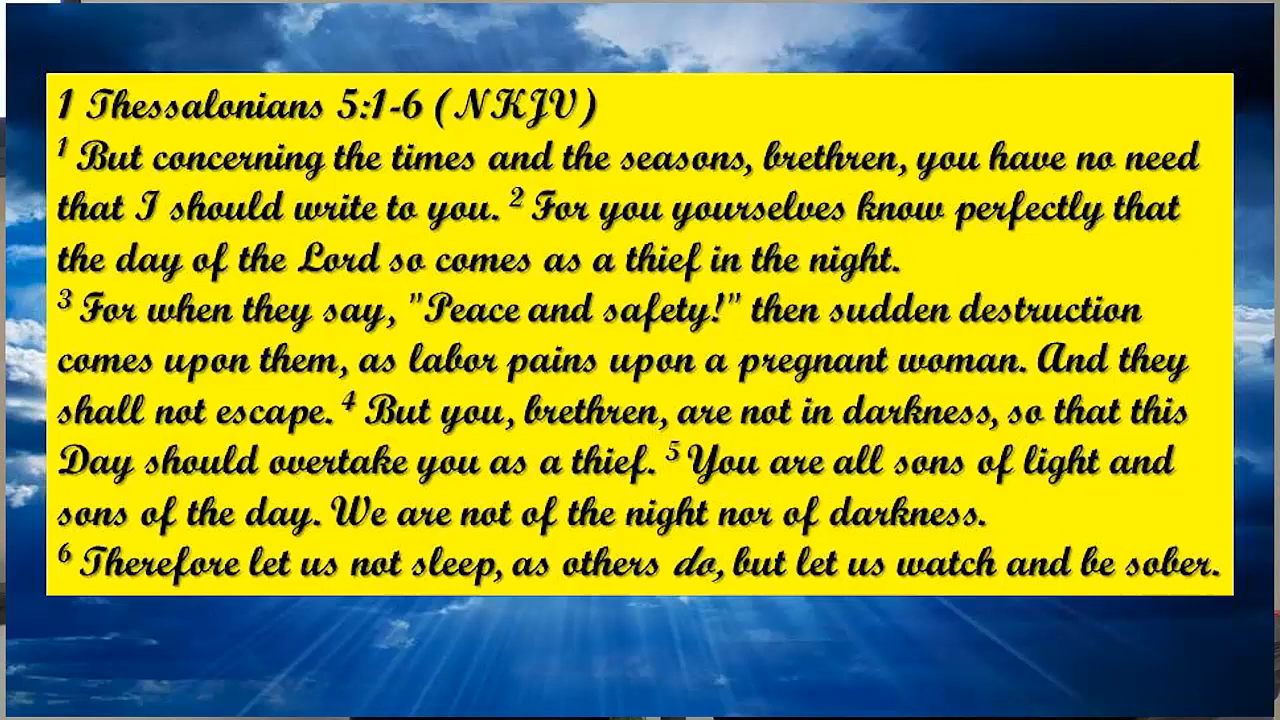 1 Thessalonians 5:1-6 (NKJV)
1 But concerning the times and the seasons, brethren, you have no need
that I should write to you. 2 For you yourselves know perfectly that
the day of the Lord so comes as a thief in the night.
3 For when they say, "Peace and safety!" then sudden destruction
comes upon them, as labor pains upon a pregnant woman. And they
shall not escape. 4 But you, brethren, are not in darkness, so that this
Day should overtake you as a thief. 5 You are all sons of light and
sons of the day. We are not of the night nor of darkness.
6 Therefore let us not sleep, as others do, but let us watch and be sober.